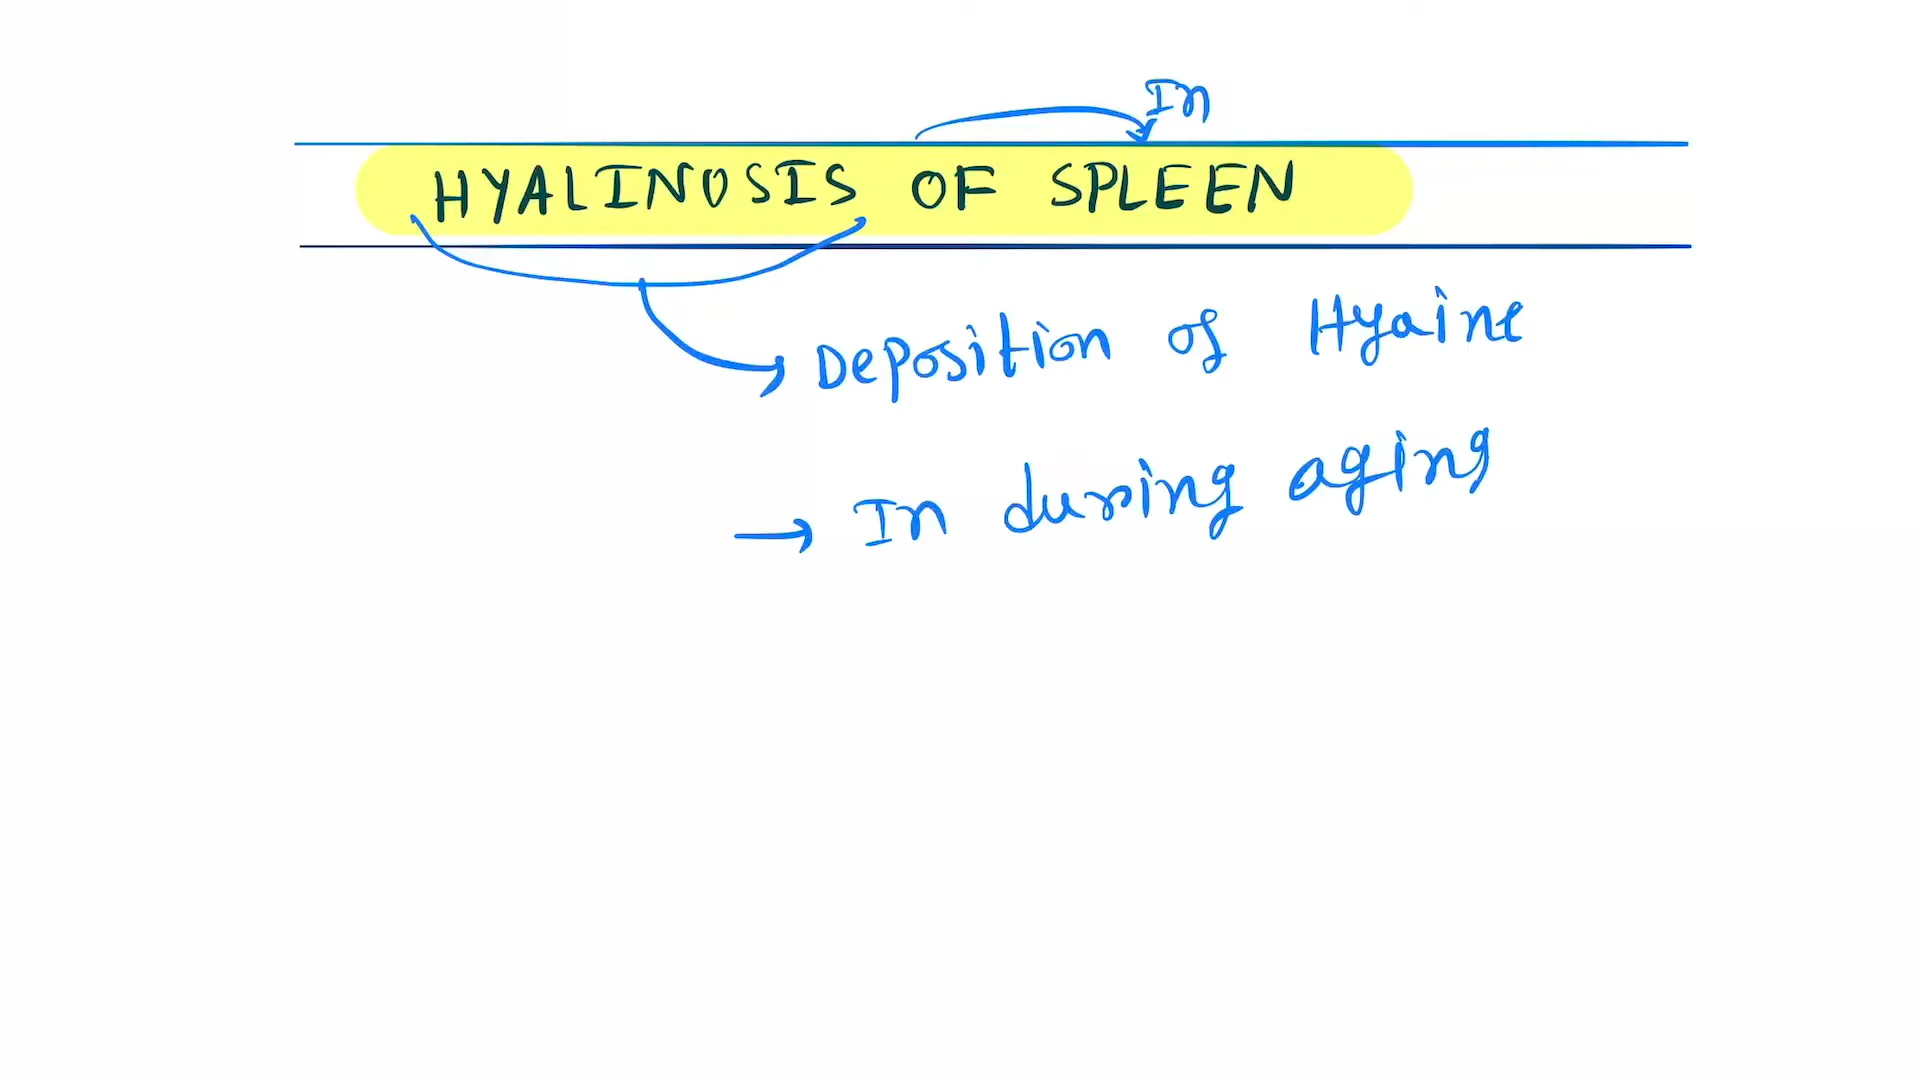 In
HYALINOSIS OF SPLEEN
Deposition of Hyaine
→ In during aging